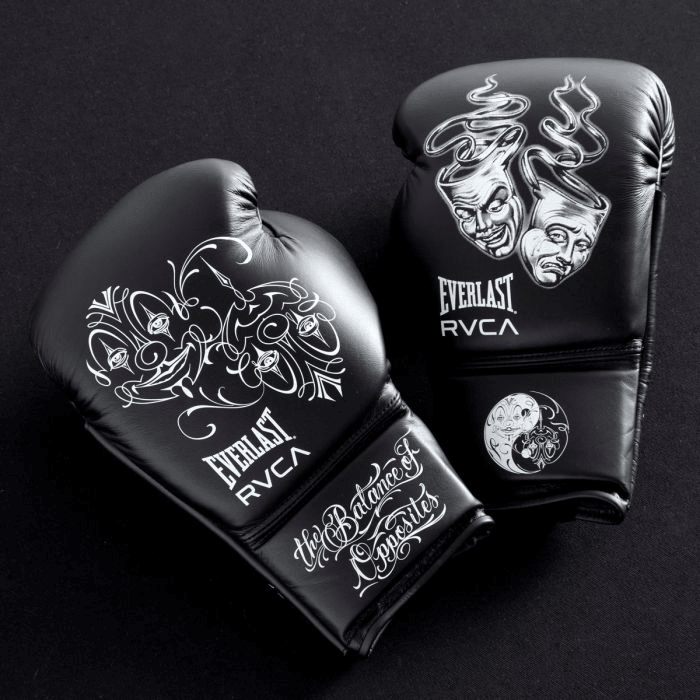 EVERLAST
RVCA
the Balance of
Opposites
EVERLAST
RVCA